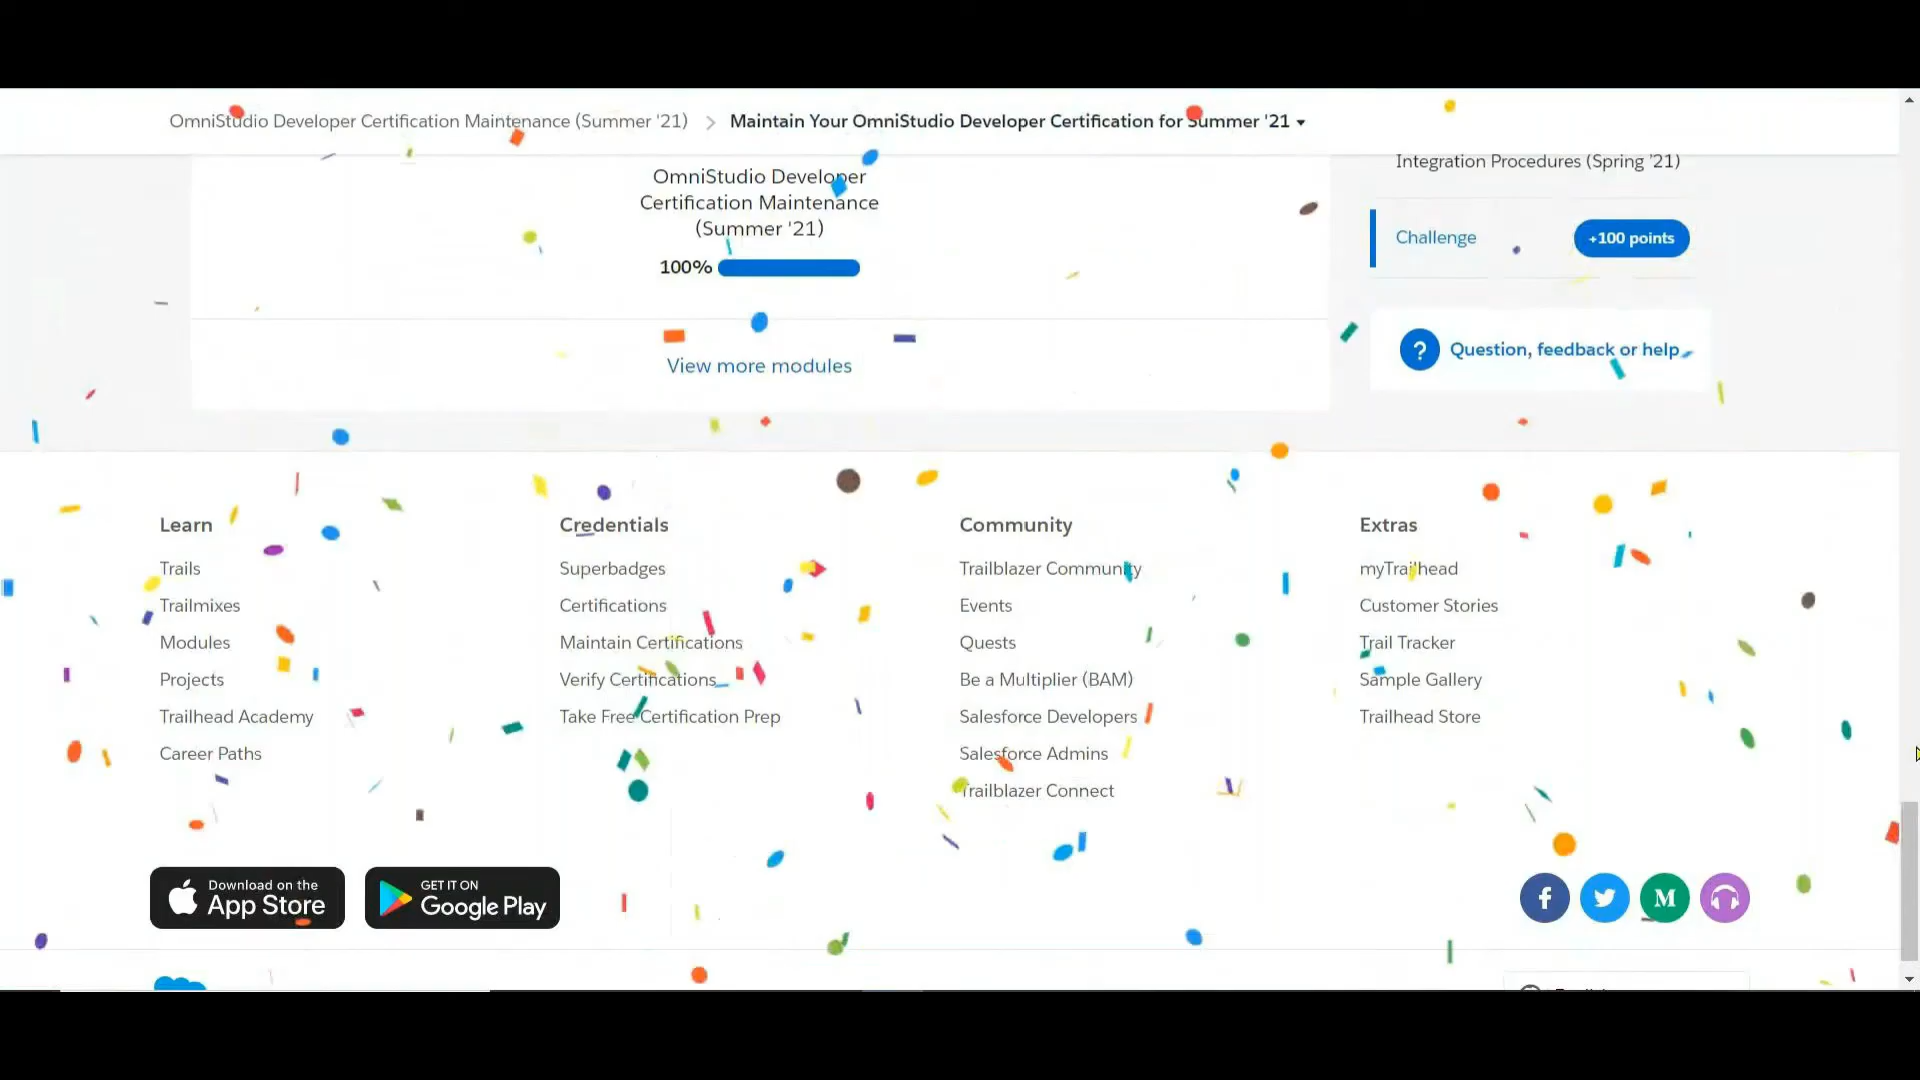 OmniStudio Developer Certification Maintenance (Summer '21)
Maintain Your OmniStudio Developer Certification for Summer '21
Integration Procedures (Spring '21)
OmniStudio Developer
Certification Maintenance
(Summer '21)
100%
View more modules
Challenge
+100 points
? Question, feedback or help
Learn
Trails
Trailmixes
Modules
Projects
Trailhead Academy
Career Paths
Credentials
Superbadges
Certifications
Maintain Certifications
Verify Certifications
Take Free Certification Prep
Community
Trailblazer Community
Events
Quests
Be a Multiplier (BAM)
Salesforce Developers
Salesforce Admins
Trailblazer Connect
Extras
myTrailhead
Customer Stories
Trail Tracker
Sample Gallery
Trailhead Store
Download on the
App Store
GET IT ON
Google Play
f
M